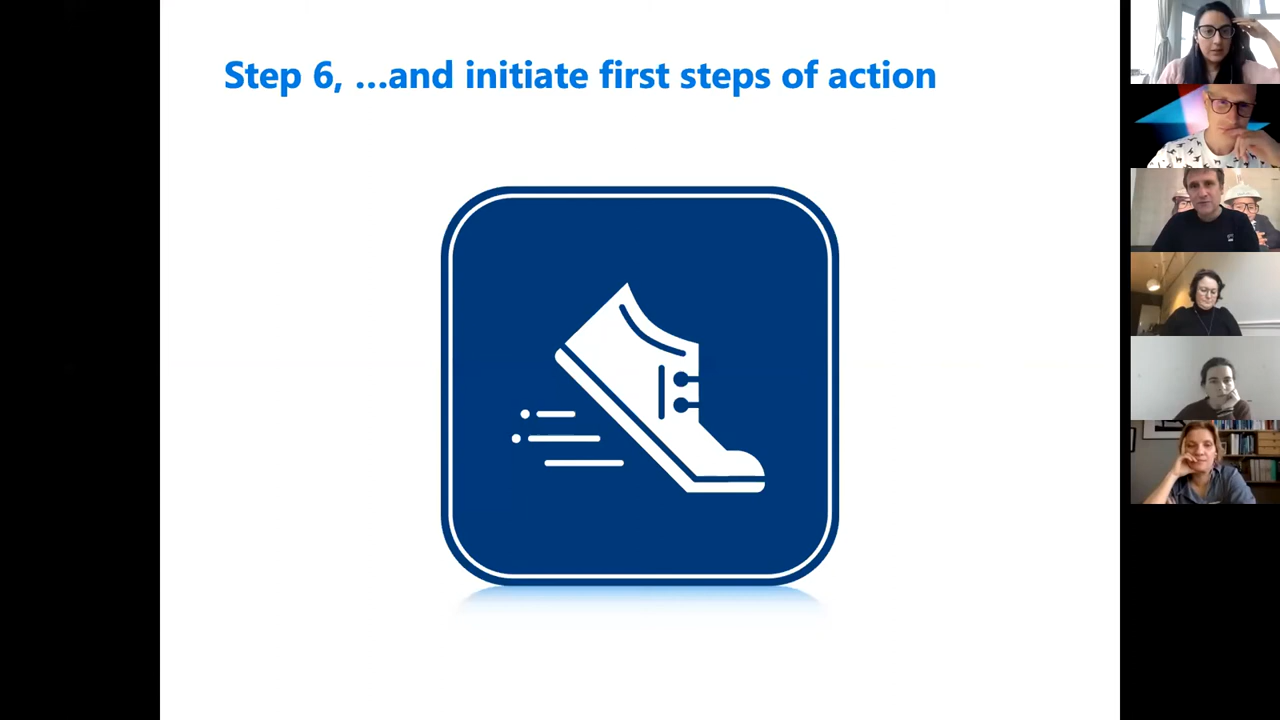 Step 6, …and initiate first steps of action